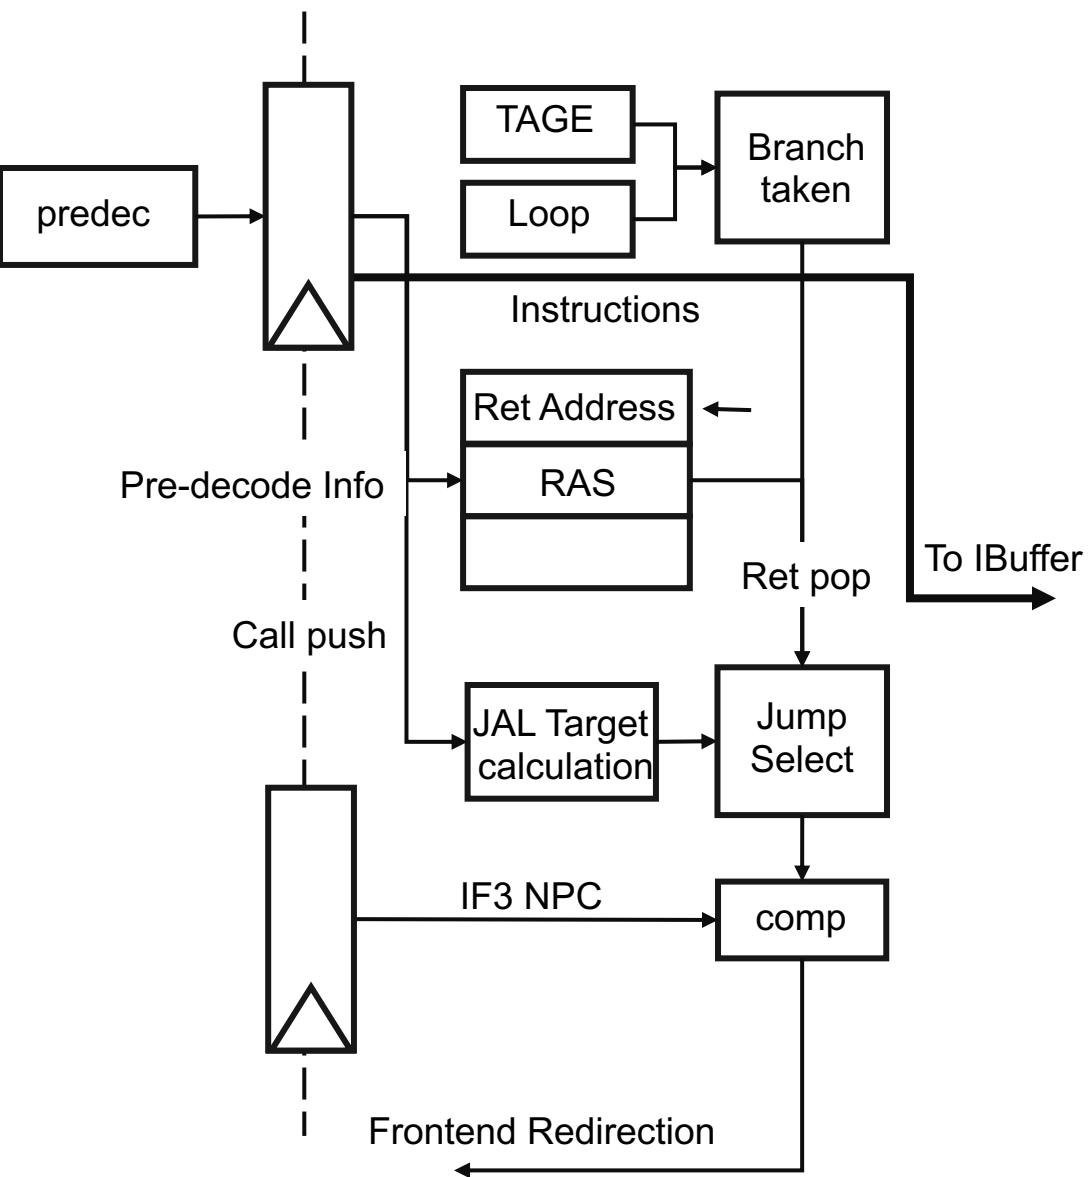 TAGE
Branch
taken
predec
Loop
Instructions
Ret Address
Pre-decode Info
RAS
To IBuffer
Ret pop
Call push
JAL Target
calculation
Jump
Select
IF3 NPC
comp
Frontend Redirection